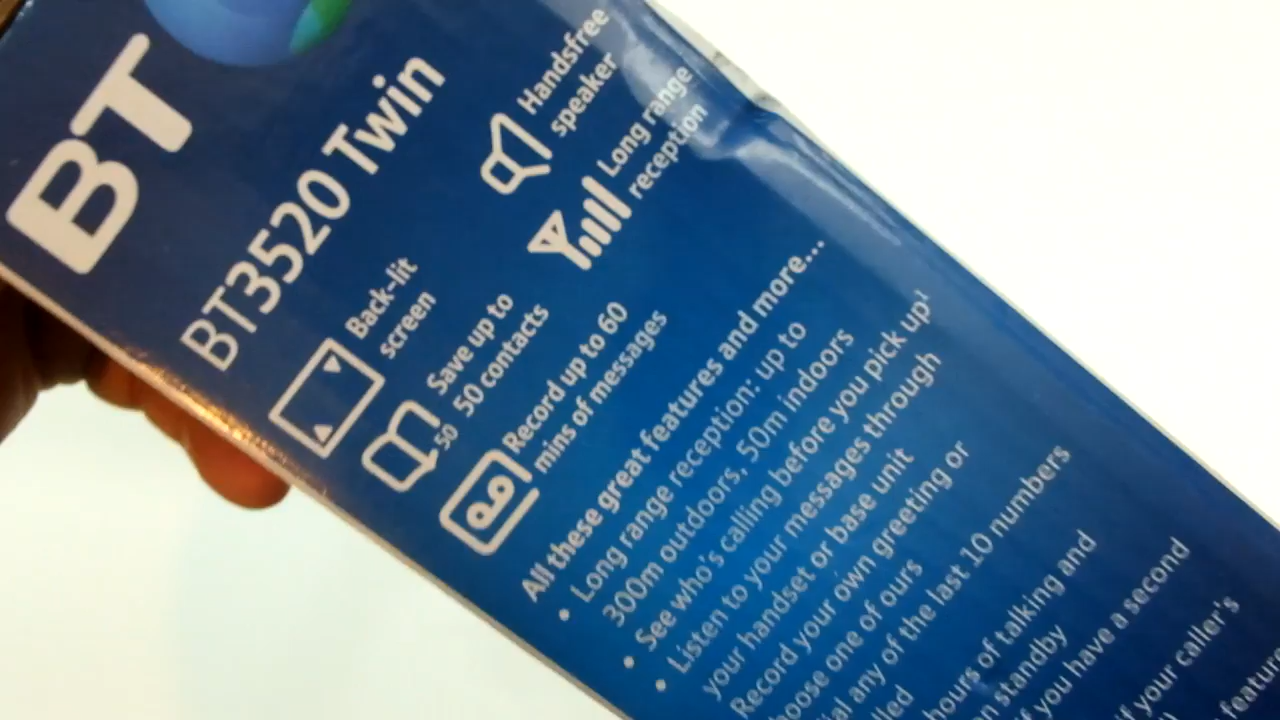 BT
BT3520 Twin
Back-lit
screen
Handsfree
speaker
50
Save up to
50 contacts
Long range
reception
Record up to 60
mins of messages
All these great features and more...
• Long range reception: up to
300m outdoors, 50m indoors
• See who's calling before you pick up¹
• Listen to your messages through
your handset or base unit
Record your own greeting or
one of ours
any of the last 10 numbers
hours of talking and
standby
you have a second
your caller's